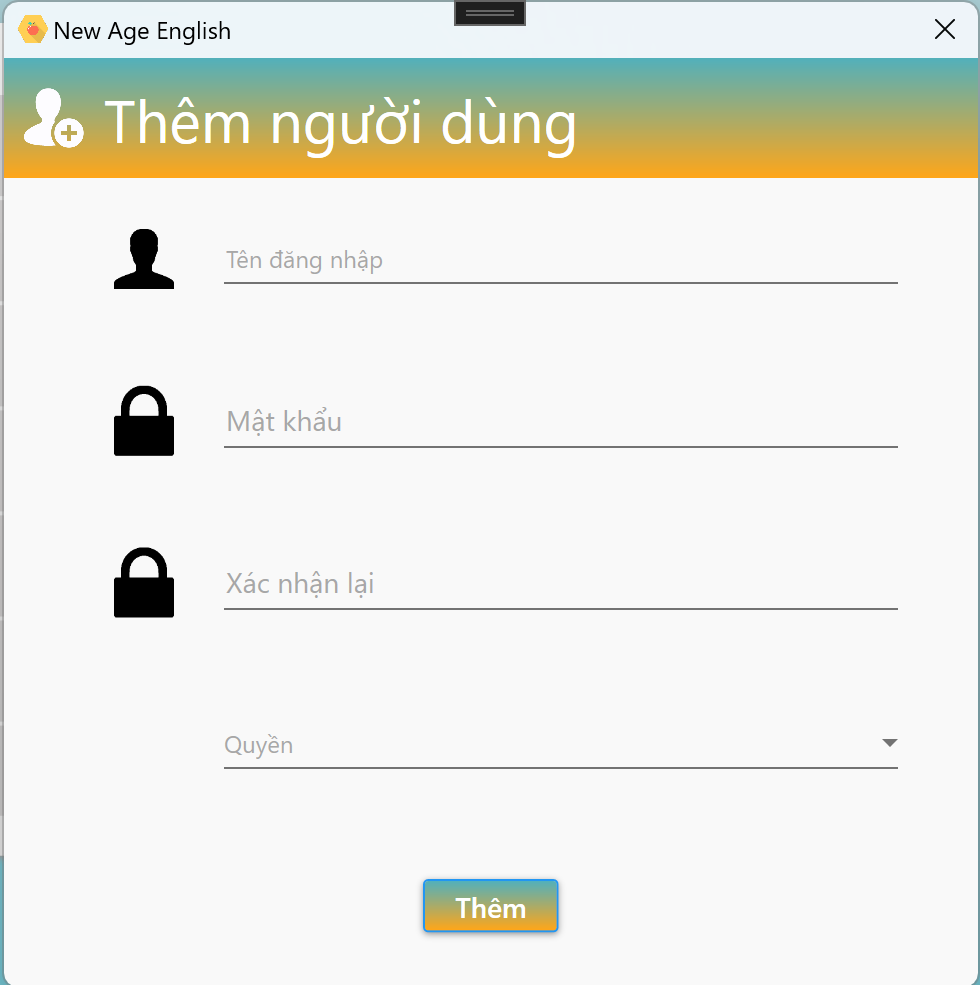 New Age English
Thêm người dùng
Tên đăng nhập
Mật khẩu
Xác nhận lại
Quyền
Thêm